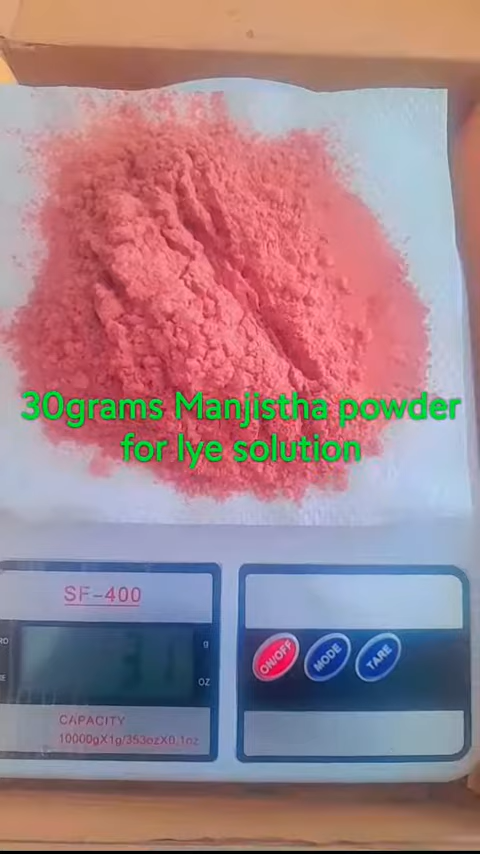 30grams Manjistha powder
for lye solution
SF-400
g
OZ
ON/OFF
MODE
TARE
CAPACITY
10000gX1g/353ozX0.1oz